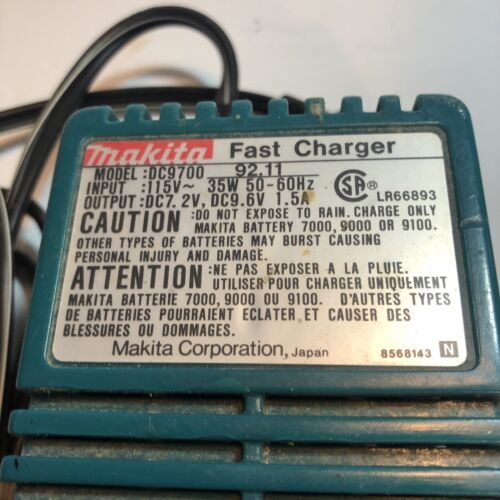 makita Fast Charger
MODEL:DC9700 92.11
INPUT :115V~ 35W 50-60Hz
OUTPUT:DC7.2V, DC9.6V 1.5A
SA ® LR66893
CAUTION :DO NOT EXPOSE TO RAIN. CHARGE ONLY
MAKITA BATTERY 7000, 9000 OR 9100.
OTHER TYPES OF BATTERIES MAY BURST CAUSING
PERSONAL INJURY AND DAMAGE.
ATTENTION :NE PAS EXPOSER A LA PLUIE.
UTILISER POUR CHARGER UNIQUEMENT
MAKITA BATTERIE 7000, 9000 OU 9100. D'AUTRES TYPES
DE BATTERIES POURRAIENT ECLATER ET CAUSER DES
BLESSURES OU DOMMAGES.
Makita Corporation, Japan 8568143 N